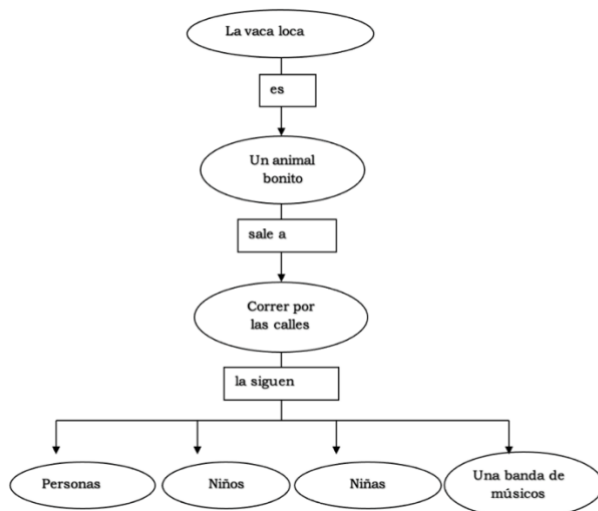 La vaca loca
es
Un animal
bonito
sale a
Correr por
las calles
la siguen
Personas
Niños
Niñas
Una banda de
músicos